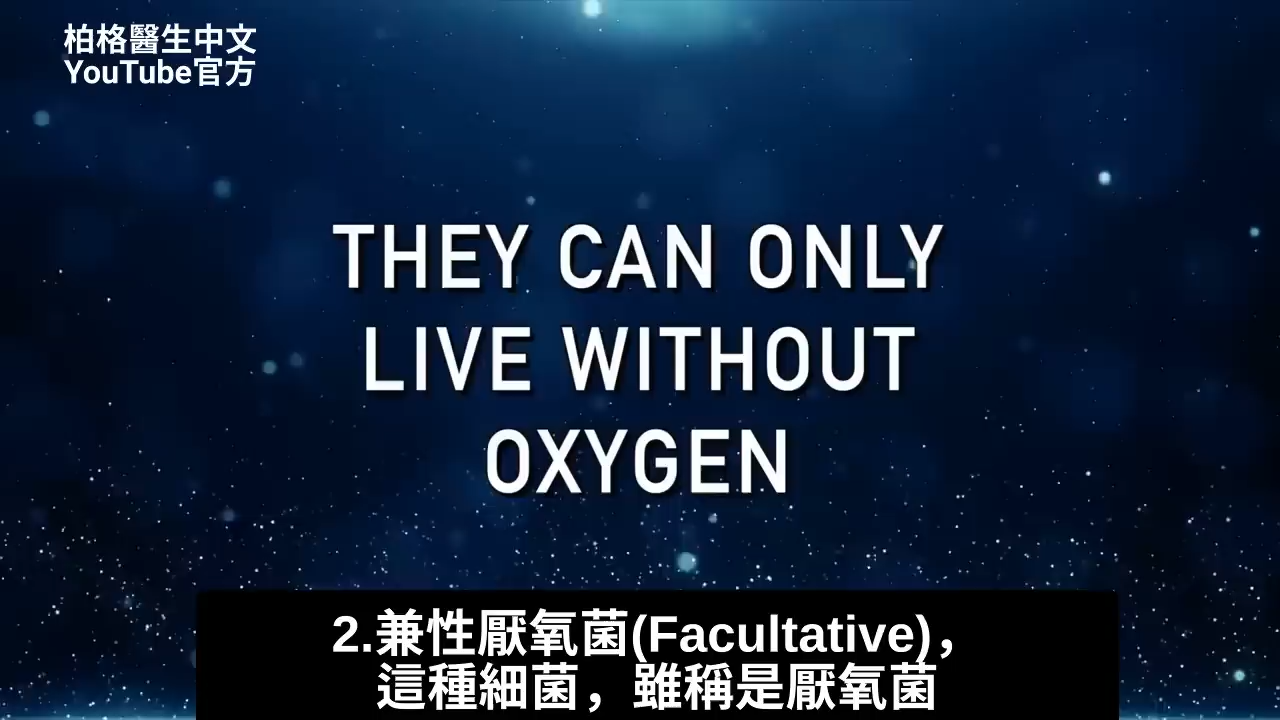 柏格醫生中文
YouTube官方
THEY CAN ONLY
LIVE WITHOUT
OXYGEN
2.兼性厭氧菌(Facultative)，
這種細菌，雖稱是厭氧菌